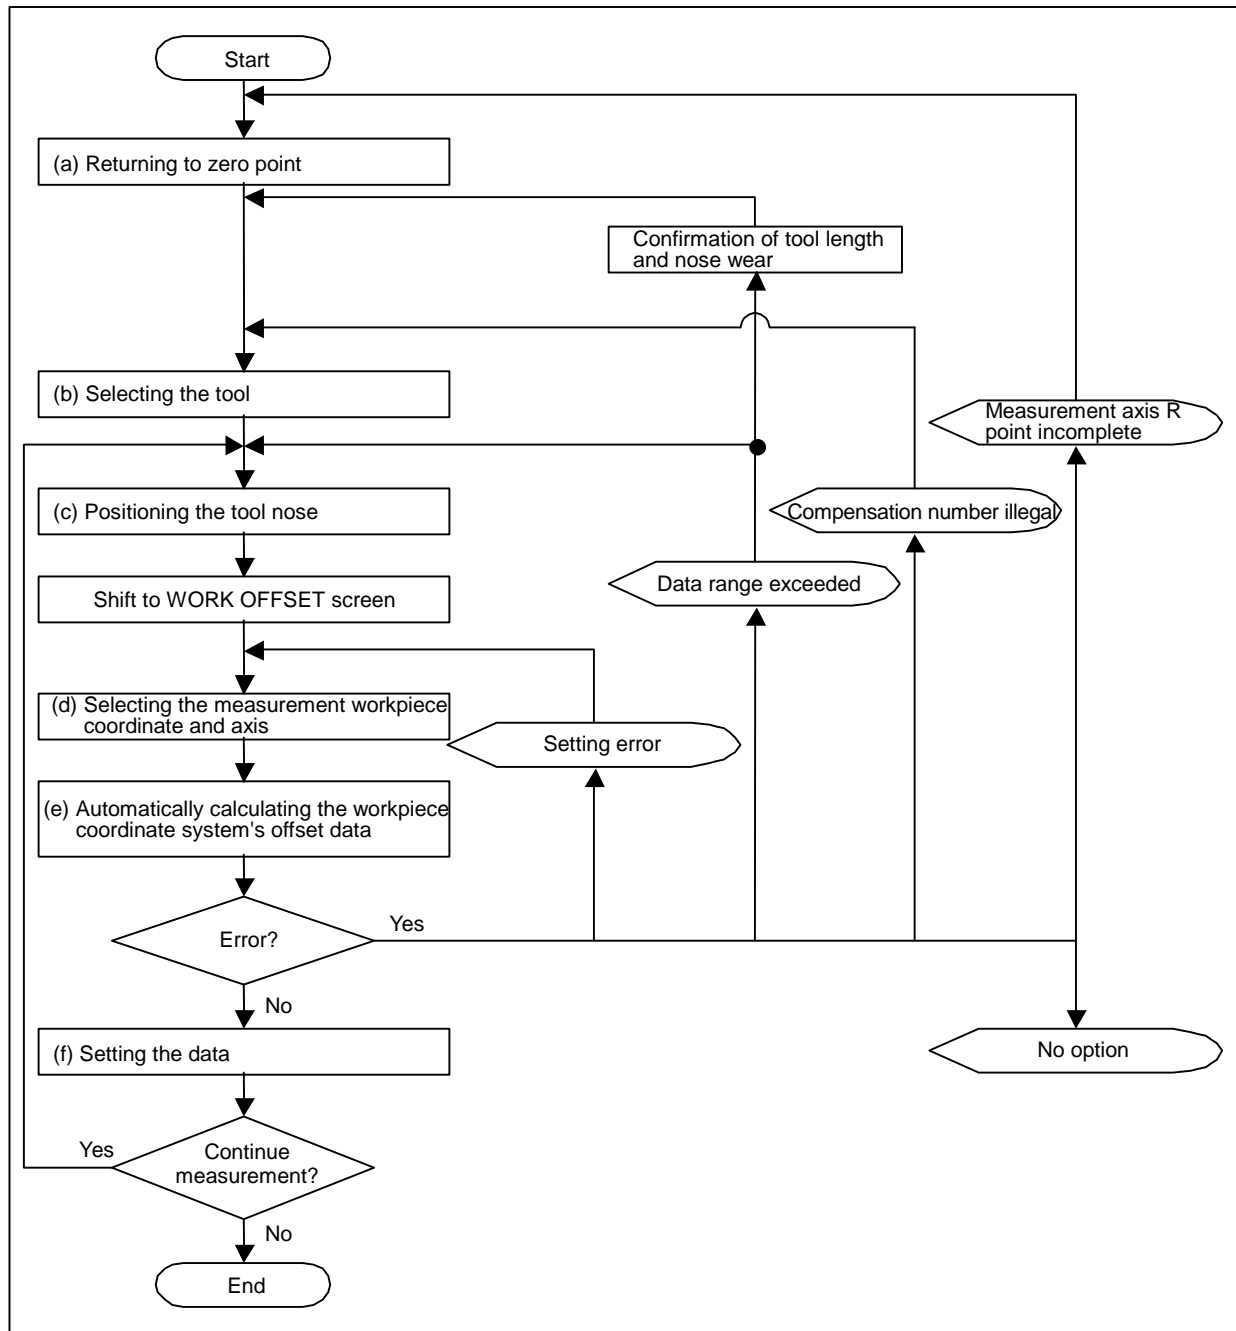 Start
(a) Returning to zero point
Confirmation of tool length
and nose wear
(b) Selecting the tool
Measurement axis R
point incomplete
(c) Positioning the tool nose
Compensation number illegal
Shift to WORK OFFSET screen
Data range exceeded
(d) Selecting the measurement workpiece
coordinate and axis
Setting error
(e) Automatically calculating the workpiece
coordinate system's offset data
Error?
Yes
No
(f) Setting the data
No option
Continue
measurement?
Yes
No
End